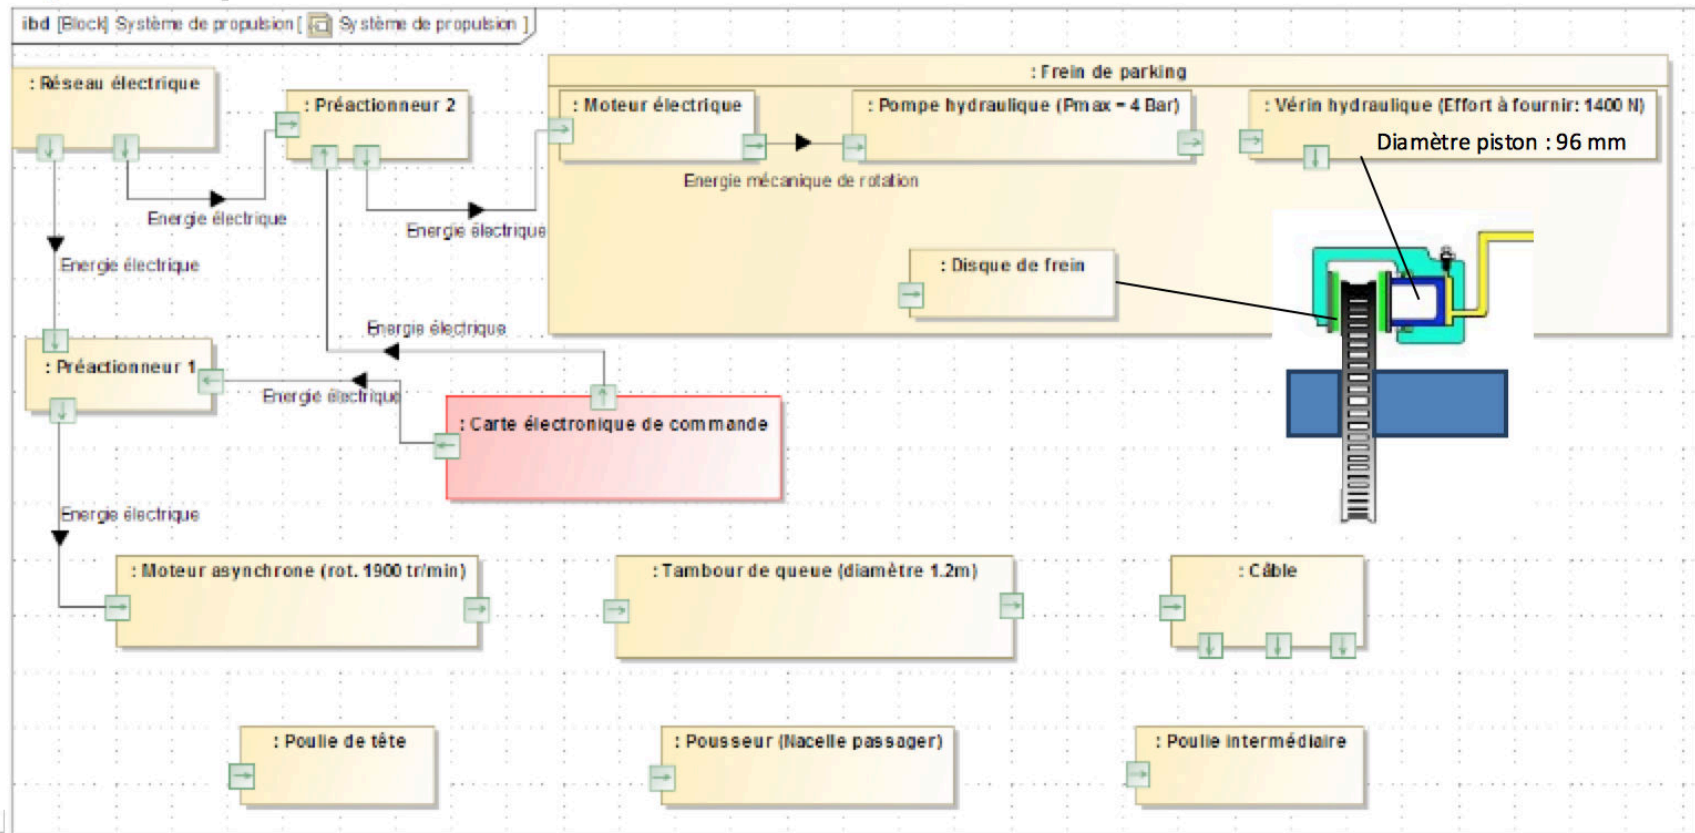 ibd [Block] Système de propulsion [ Système de propulsion ]
: Réseau électrique
: Préactionneur 2
: Frein de parking
: Moteur électrique
: Pompe hydraulique (Pmax = 4 Bar)
: Vérin hydraulique (Effort à fournir: 1400 N)
Diamètre piston : 96 mm
Energie mécanique de rotation
Energie électrique
Energie électrique
Energie électrique
: Disque de frein
Energie électrique
: Préactionneur 1
Energie électrique
: Carte électronique de commande
Energie électrique
: Moteur asynchrone (rot. 1900 tr/min)
: Tambour de queue (diamètre 1.2m)
: Câble
: Poulie de tête
: Pousseur (Nacelle passager)
: Poulie intermédiaire